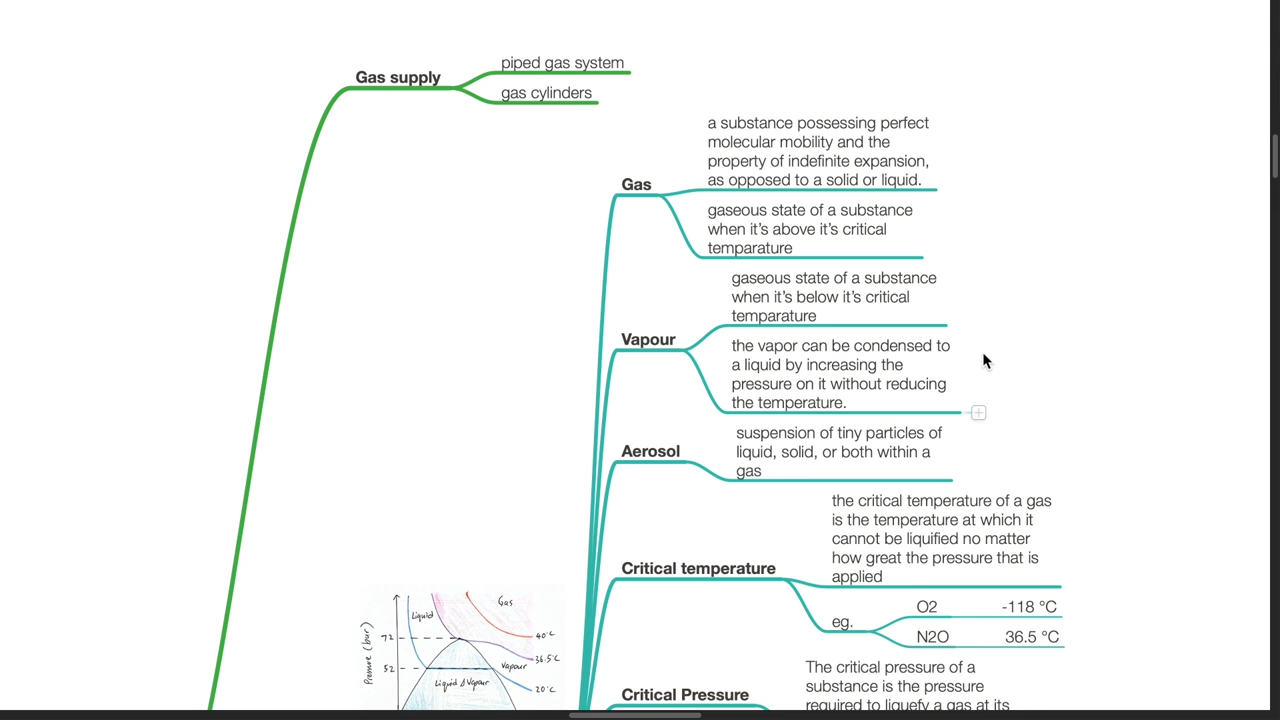 Gas supply
piped gas system
gas cylinders
Gas
a substance possessing perfect
molecular mobility and the
property of indefinite expansion,
as opposed to a solid or liquid.
gaseous state of a substance
when it's above it's critical
temparature
Vapour
gaseous state of a substance
when it's below it's critical
temparature
the vapor can be condensed to
a liquid by increasing the
pressure on it without reducing
the temperature.
Aerosol
suspension of tiny particles of
liquid, solid, or both within a
gas
Critical temperature
the critical temperature of a gas
is the temperature at which it
cannot be liquified no matter
how great the pressure that is
applied
eg.
O2 -118 °C
N2O 36.5 °C
Critical Pressure
The critical pressure of a
substance is the pressure
required to liquefy a gas at its
Pressure (bar)
72
52
Liquid
Gas
Vapour
Liquid & Vapour
40°C
36.5°C
20°C